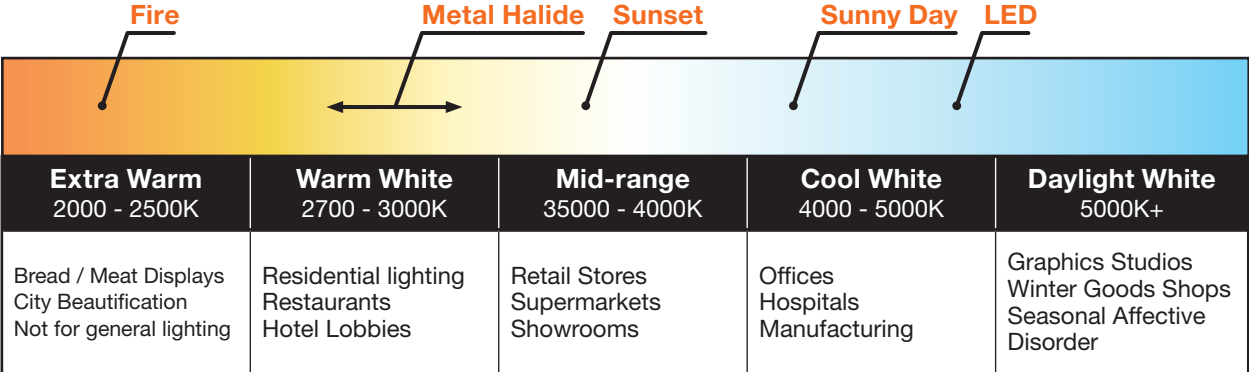 Fire
Metal Halide
Sunset
Sunny Day
LED
Extra Warm
2000 - 2500K
Warm White
2700 - 3000K
Mid-range
35000 - 4000K
Cool White
4000 - 5000K
Daylight White
5000K+
Bread / Meat Displays
City Beautification
Not for general lighting
Residential lighting
Restaurants
Hotel Lobbies
Retail Stores
Supermarkets
Showrooms
Offices
Hospitals
Manufacturing
Graphics Studios
Winter Goods Shops
Seasonal Affective
Disorder